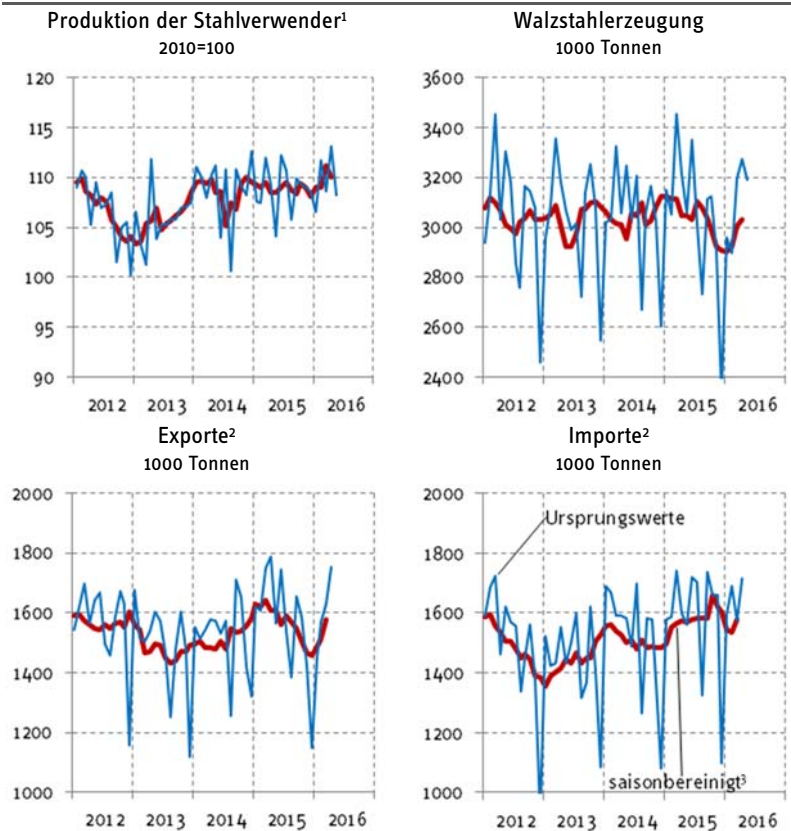 Produktion der Stahlverwender¹
2010=100
120
115
110
105
100
95
90
2012 2013 2014 2015 2016
Walzstahlerzeugung
1000 Tonnen
3600
3400
3200
3000
2800
2600
2400
2012 2013 2014 2015 2016
Exporte²
1000 Tonnen
2000
1800
1600
1400
1200
1000
2012 2013 2014 2015 2016
Importe²
1000 Tonnen
2000
Ursprungswerte
1800
1600
1400
1200
saisonbereinigt³
1000
2012 2013 2014 2015 2016